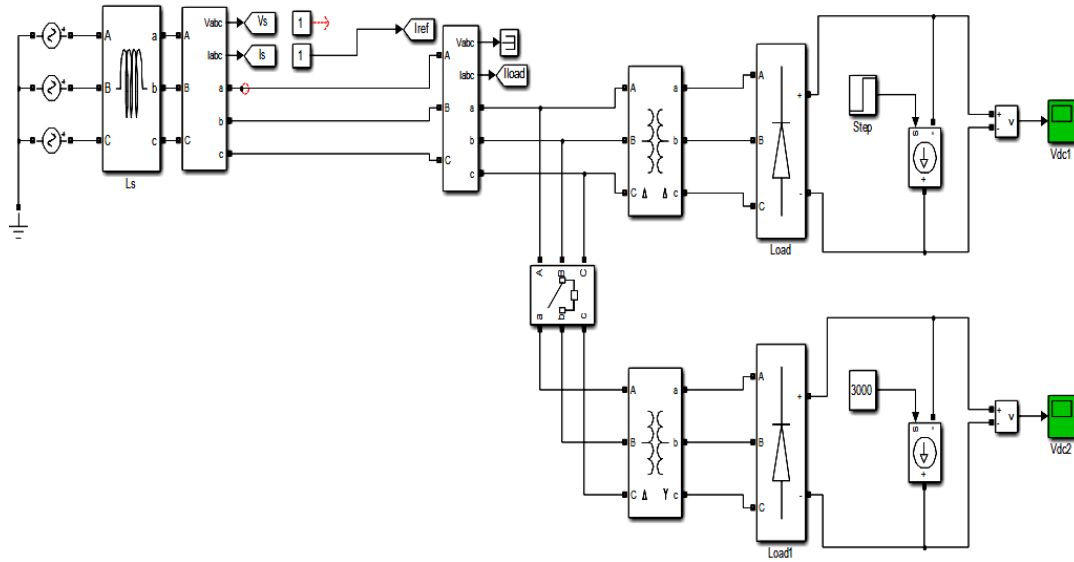 A a A Vabc Vs 1
Iabc Is 1 Iref
B b B a
b
C c C c
Ls
Vabc
A Iabc Iload
B a
b
C c
A a
B b
C Δ Δ c
A +
B
C -
Load
Step
s -
+
+ v
-
Vdc1
A B C
a b c
A a
B b
C Δ Y c
A +
B
C -
Load1
3000
s -
+
+ v
-
Vdc2